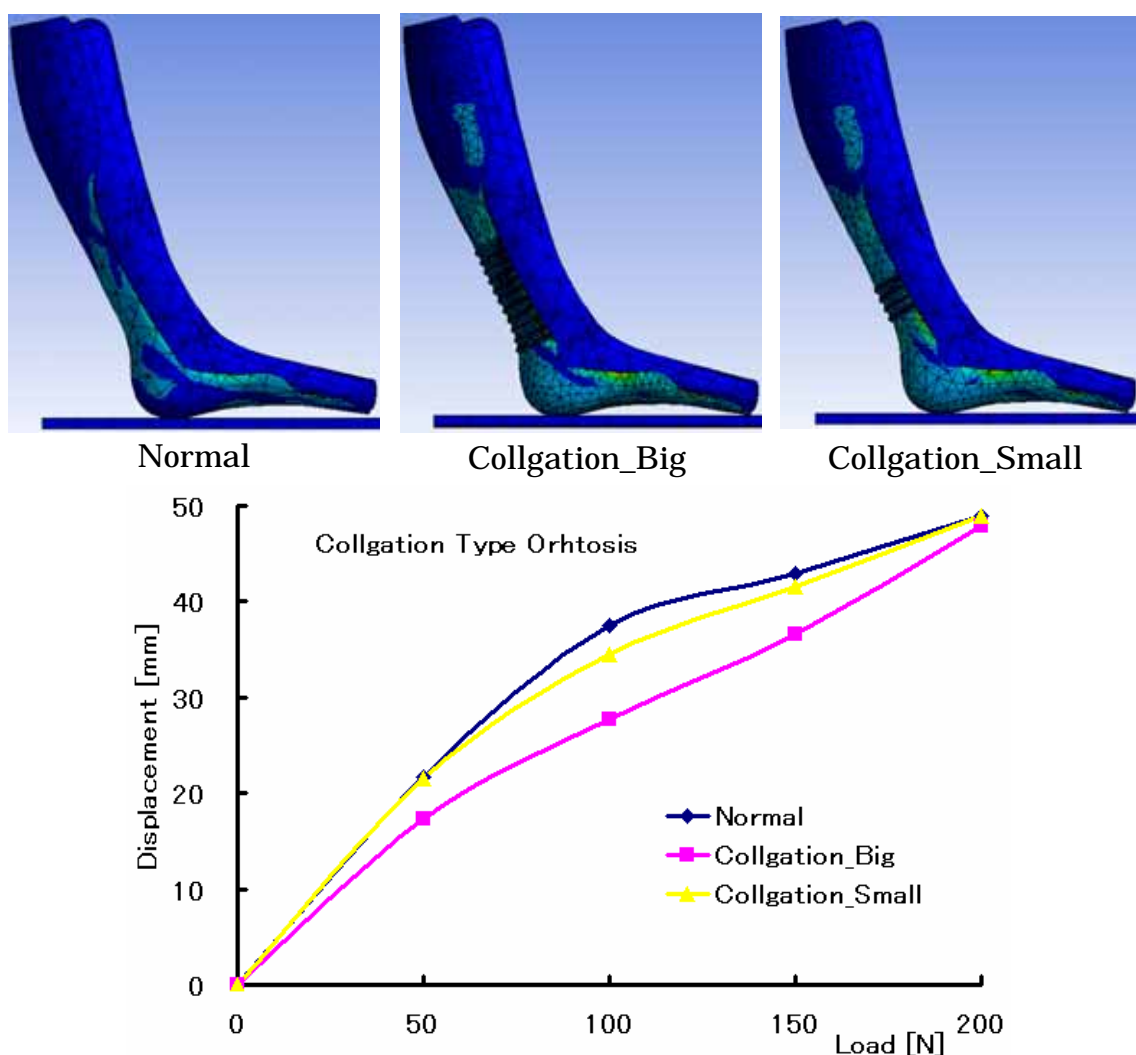 Normal
Collgation_Big
Collgation_Small
Collgation Type Orhtosis
Displacement [mm]
50
40
30
20
10
0
Normal
Collgation_Big
Collgation_Small
0
50
100
150
200
Load [N]